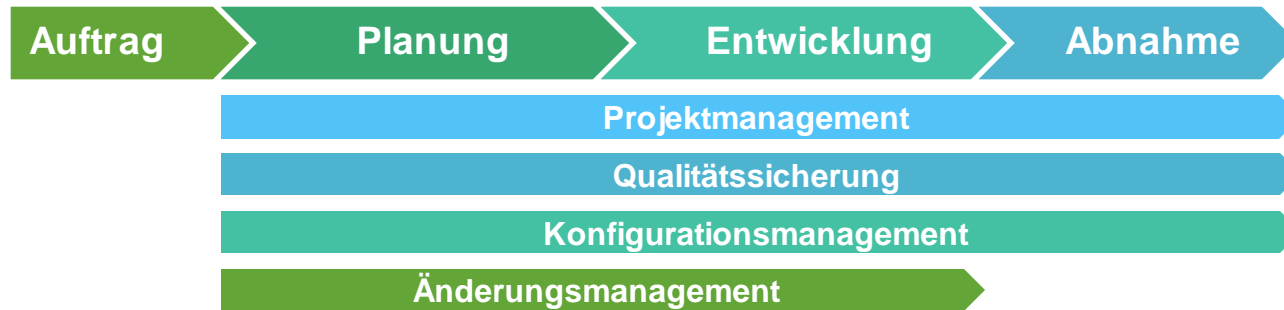 Auftrag Planung Entwicklung Abnahme
Projektmanagement
Qualitätssicherung
Konfigurationsmanagement
Änderungsmanagement